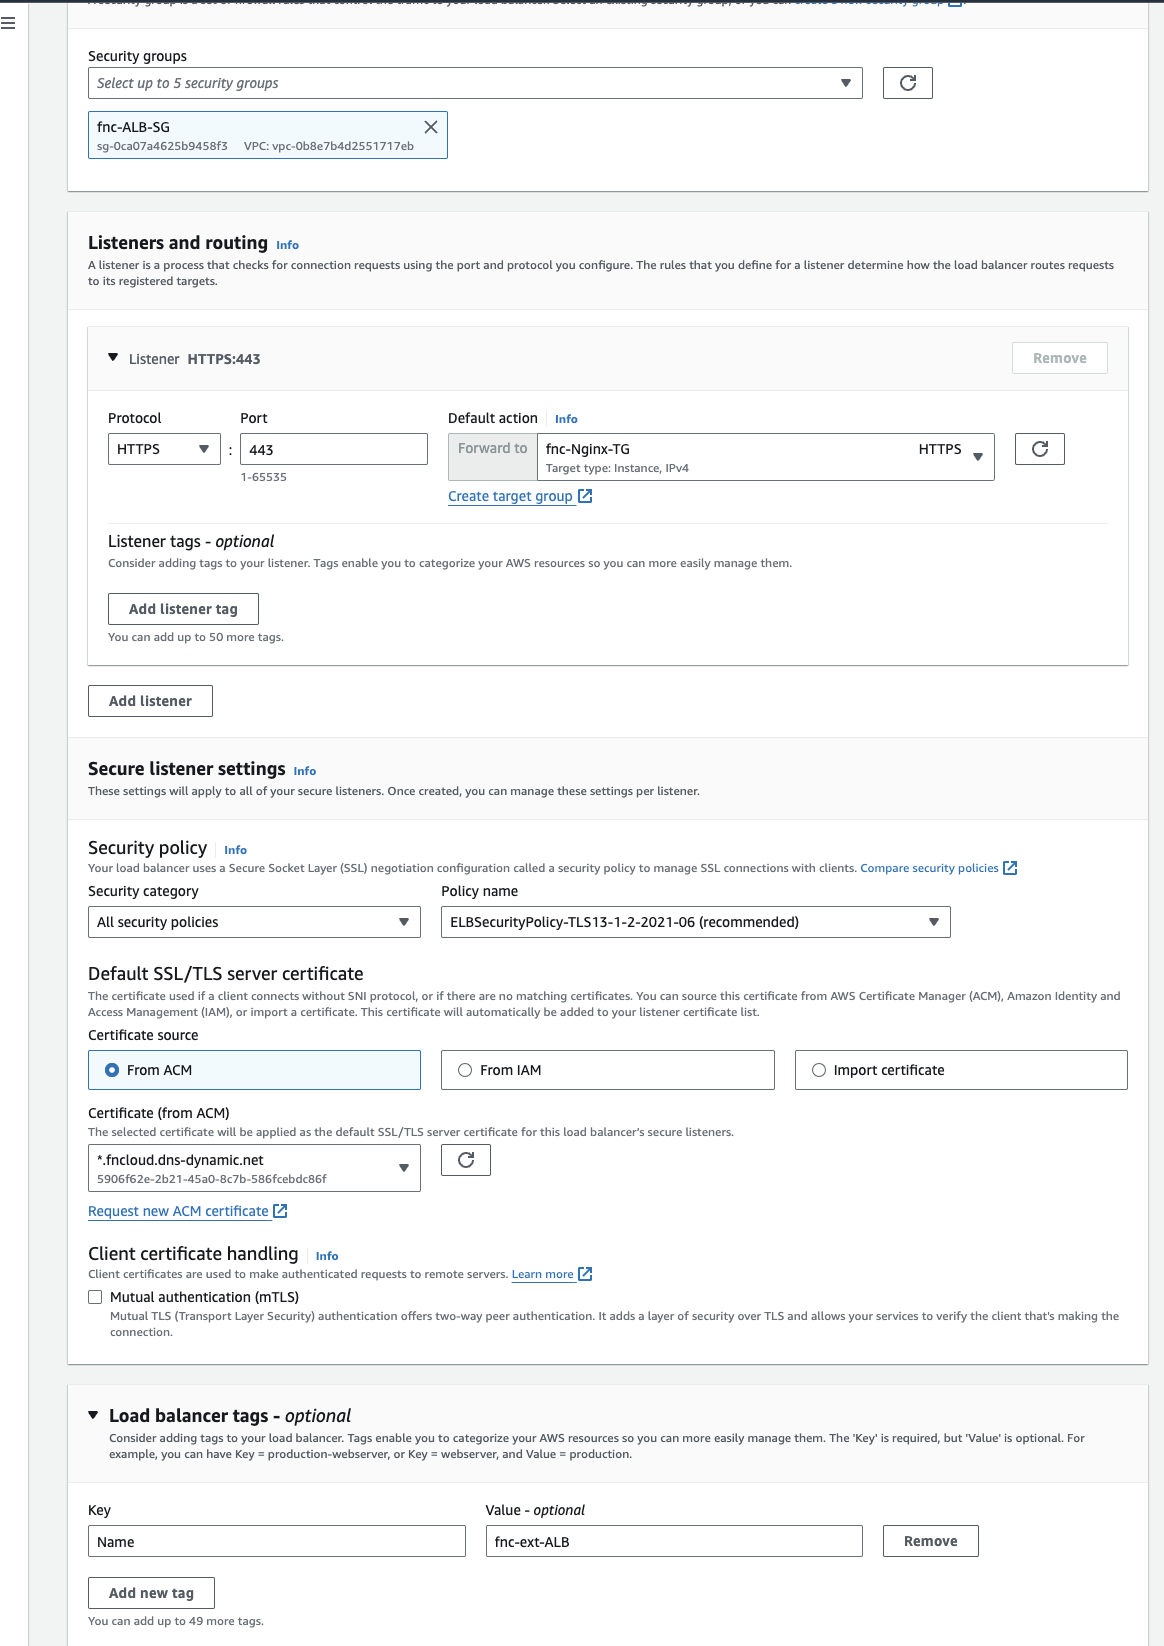 Security groups
Select up to 5 security groups
fnc-ALB-SG
sg-0ca07a4625b9458f3 VPC: vpc-0b8e7b4d2551717eb
Listeners and routing Info
A listener is a process that checks for connection requests using the port and protocol you configure. The rules that you define for a listener determine how the load balancer routes requests
to its registered targets.
Listener HTTPS:443
Remove
Protocol
Port
Default action Info
HTTPS
:
443
Forward to
fnc-Nginx-TG
HTTPS
Target type: Instance, IPv4
1-65535
Create target group
Listener tags - optional
Consider adding tags to your listener. Tags enable you to categorize your AWS resources so you can more easily manage them.
Add listener tag
You can add up to 50 more tags.
Add listener
Secure listener settings Info
These settings will apply to all of your secure listeners. Once created, you can manage these settings per listener.
Security policy Info
Your load balancer uses a Secure Socket Layer (SSL) negotiation configuration called a security policy to manage SSL connections with clients. Compare security policies
Security category
Policy name
All security policies
ELBSecurityPolicy-TLS13-1-2-2021-06 (recommended)
Default SSL/TLS server certificate
The certificate used if a client connects without SNI protocol, or if there are no matching certificates. You can source this certificate from AWS Certificate Manager (ACM), Amazon Identity and
Access Management (IAM), or import a certificate. This certificate will automatically be added to your listener certificate list.
Certificate source
From ACM
From IAM
Import certificate
Certificate (from ACM)
The selected certificate will be applied as the default SSL/TLS server certificate for this load balancer's secure listeners.
*.fncloud.dns-dynamic.net
5906f62e-2b21-45a0-8c7b-586fcebdc86f
Request new ACM certificate
Client certificate handling Info
Client certificates are used to make authenticated requests to remote servers. Learn more
Mutual authentication (mTLS)
Mutual TLS (Transport Layer Security) authentication offers two-way peer authentication. It adds a layer of security over TLS and allows your services to verify the client that's making the
connection.
Load balancer tags - optional
Consider adding tags to your load balancer. Tags enable you to categorize your AWS resources so you can more easily manage them. The 'Key' is required, but 'Value' is optional. For
example, you can have Key = production-webserver, or Key = webserver, and Value = production.
Key
Value - optional
Name
fnc-ext-ALB
Remove
Add new tag
You can add up to 49 more tags.